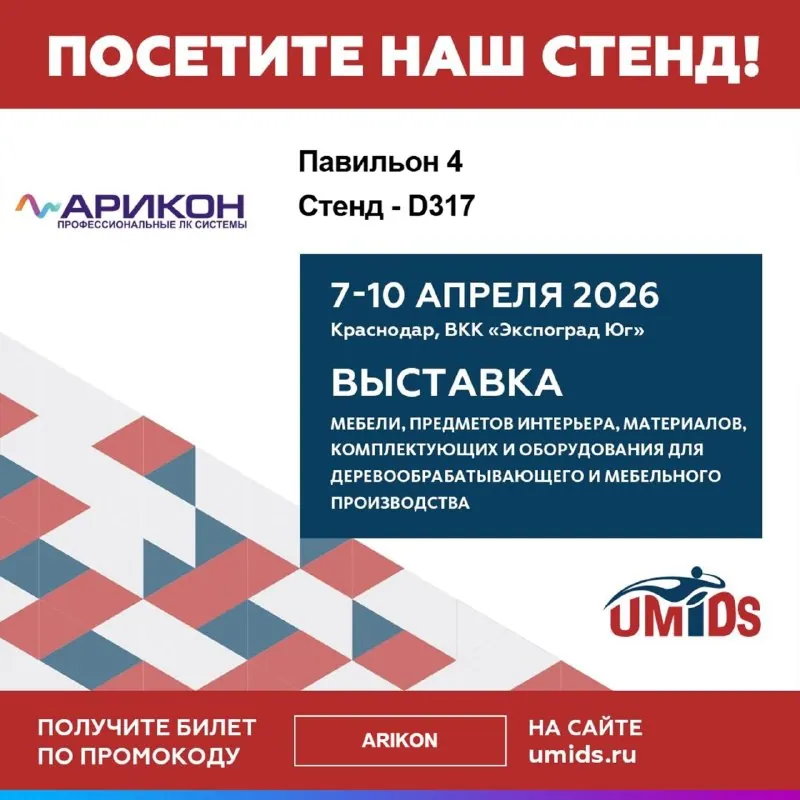 ПОСЕТИТЕ НАШ СТЕНД!
Павильон 4
Стенд - D317
АРИКОН
ПРОФЕССИОНАЛЬНЫЕ ЛК СИСТЕМЫ
7-10 АПРЕЛЯ 2026
Краснодар, ВКК «Экспоград Юг»
ВЫСТАВКА
МЕБЕЛИ, ПРЕДМЕТОВ ИНТЕРЬЕРА, МАТЕРИАЛОВ,
КОМПЛЕКТУЮЩИХ И ОБОРУДОВАНИЯ ДЛЯ
ДЕРЕВООБРАБАТЫВАЮЩЕГО И МЕБЕЛЬНОГО
ПРОИЗВОДСТВА
UMIDS
ПОЛУЧИТЕ БИЛЕТ
ПО ПРОМОКОДУ
ARIKON
НА САЙТЕ
umids.ru